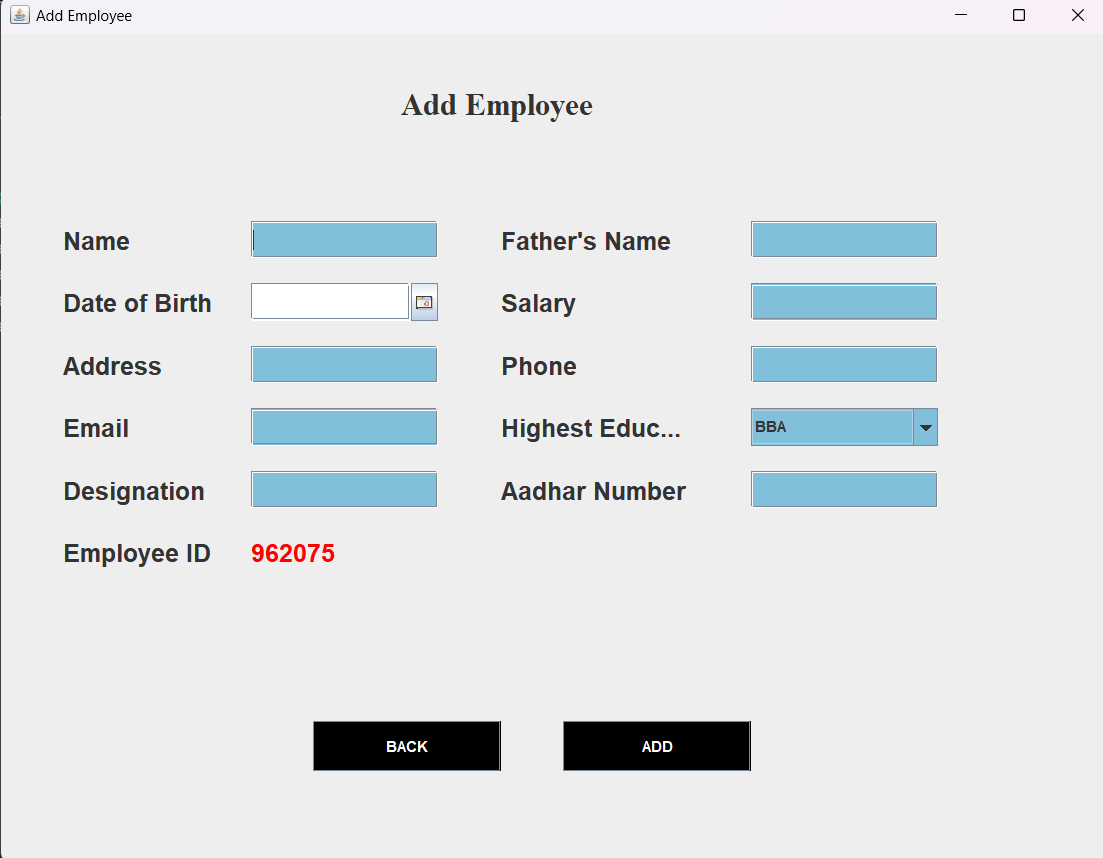 Add Employee
Add Employee
Name
Father's Name
Date of Birth
Salary
Address
Phone
Email
Highest Educ...
BBA
Designation
Aadhar Number
Employee ID
962075
BACK
ADD